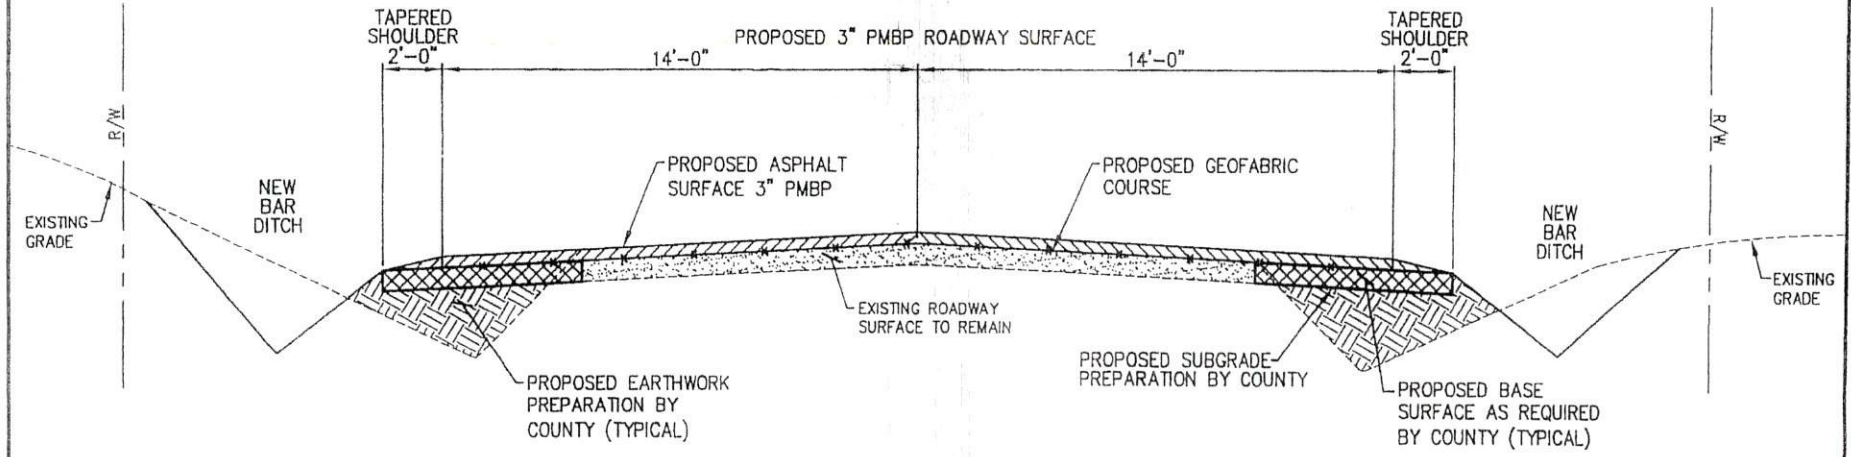 TAPERED
SHOULDER
2'-0"
PROPOSED 3" PMBP ROADWAY SURFACE
14'-0"
14'-0"
TAPERED
SHOULDER
2'-0"
R/W
R/W
EXISTING
GRADE
NEW
BAR
DITCH
PROPOSED ASPHALT
SURFACE 3" PMBP
PROPOSED GEOFABRIC
COURSE
NEW
BAR
DITCH
EXISTING
GRADE
EXISTING ROADWAY
SURFACE TO REMAIN
PROPOSED EARTHWORK
PREPARATION BY
COUNTY (TYPICAL)
PROPOSED SUBGRADE
PREPARATION BY COUNTY
PROPOSED BASE
SURFACE AS REQUIRED
BY COUNTY (TYPICAL)